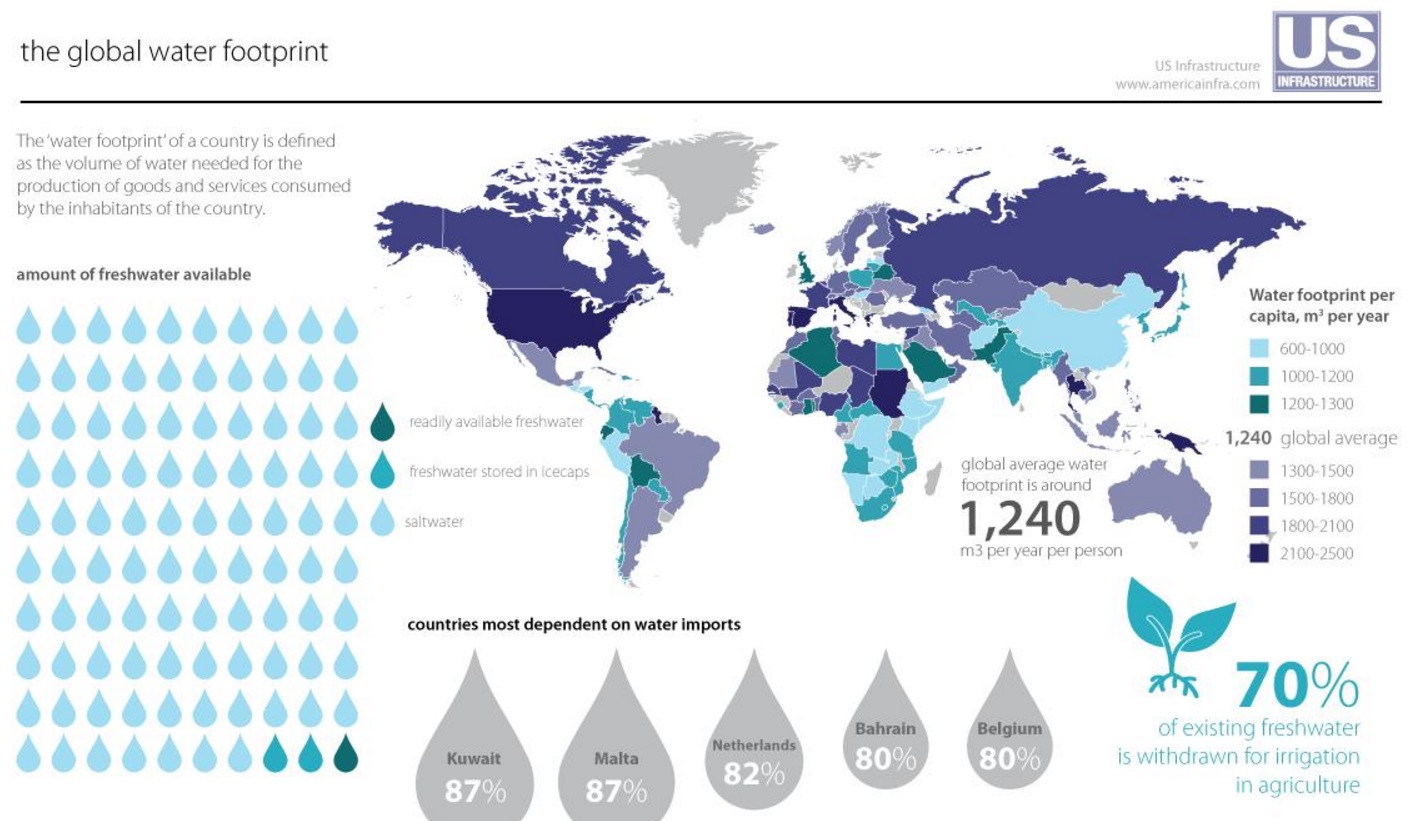 the global water footprint
US Infrastructure
www.americainfra.com
US
INFRASTRUCTURE
The 'water footprint' of a country is defined
as the volume of water needed for the
production of goods and services consumed
by the inhabitants of the country.
amount of freshwater available
readily available freshwater
freshwater stored in icecaps
saltwater
Water footprint per
capita, m³ per year
600-1000
1000-1200
1200-1300
1,240 global average
1300-1500
1500-1800
1800-2100
2100-2500
global average water
footprint is around
1,240
m3 per year per person
countries most dependent on water imports
Kuwait
87%
Malta
87%
Netherlands
82%
Bahrain
80%
Belgium
80%
70%
of existing freshwater
is withdrawn for irrigation
in agriculture